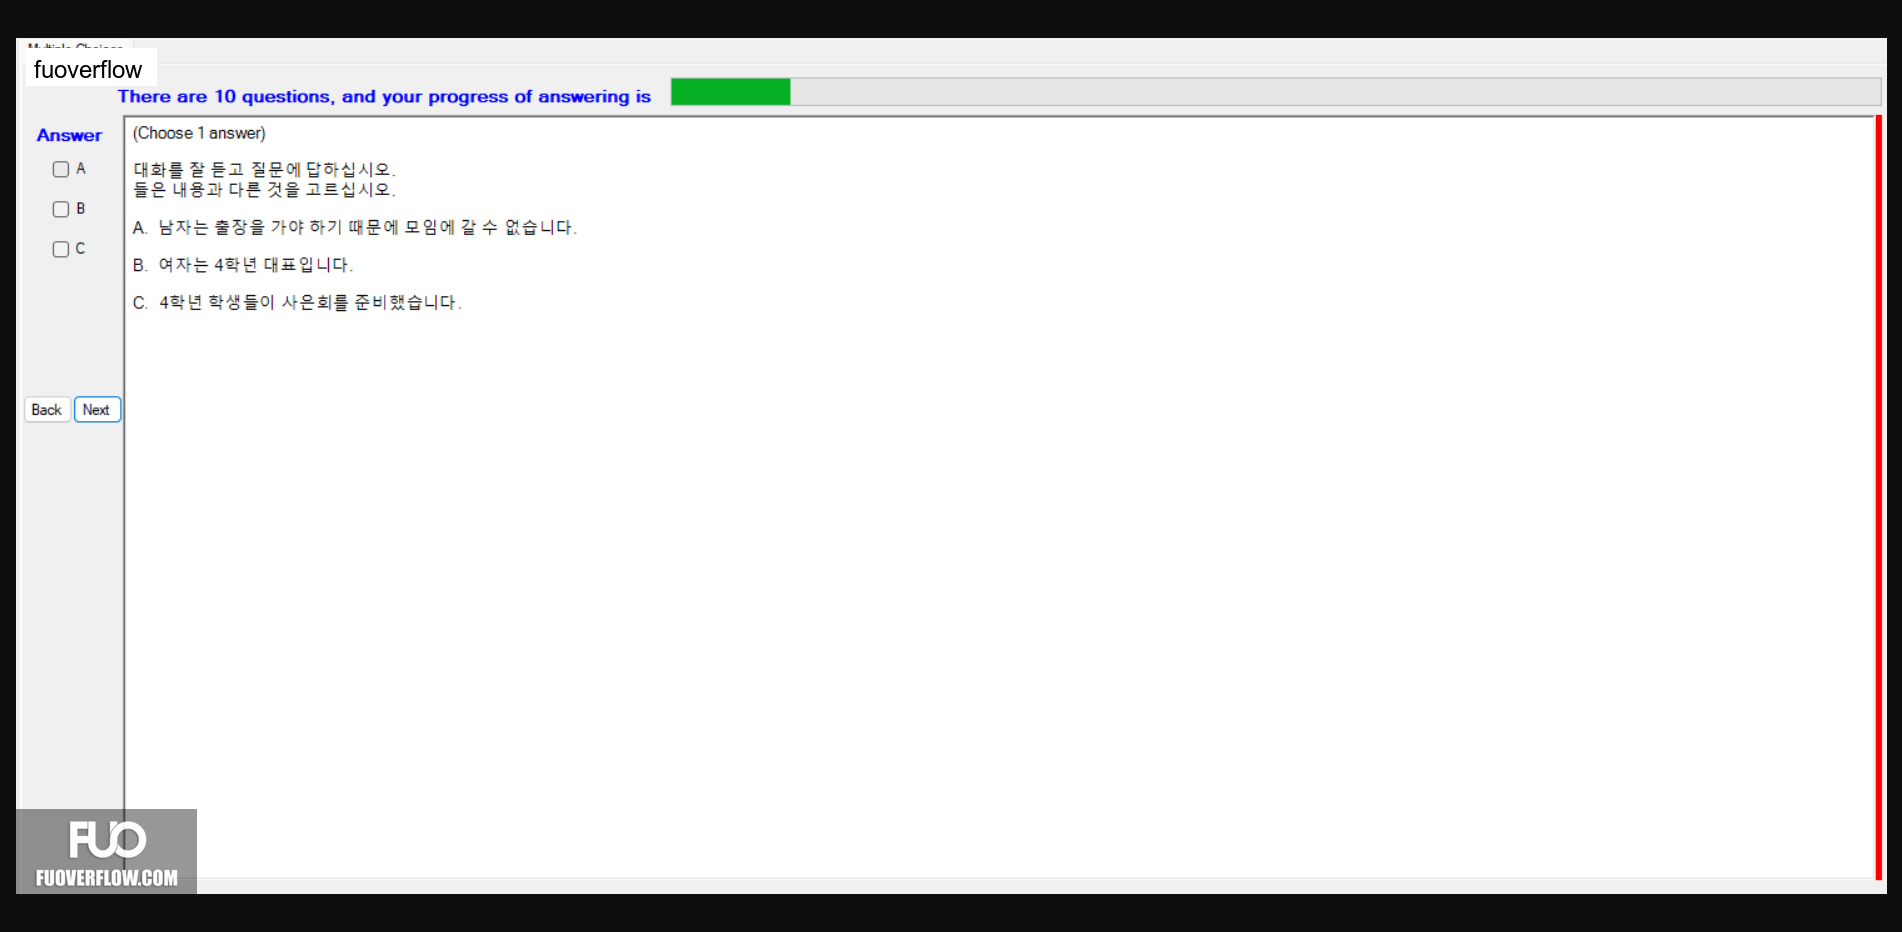 fuoverflow
There are 10 questions, and your progress of answering is
Answer
(Choose 1 answer)
A
B
C
대화를 잘 듣고 질문에 답하십시오.
들은 내용과 다른 것을 고르십시오.
A. 남자는 출장을 가야 하기 때문에 모임에 갈 수 없습니다.
B. 여자는 4학년 대표입니다.
C. 4학년 학생들이 사은회를 준비했습니다.
Back Next
FUO
FUOVERFLOW.COM